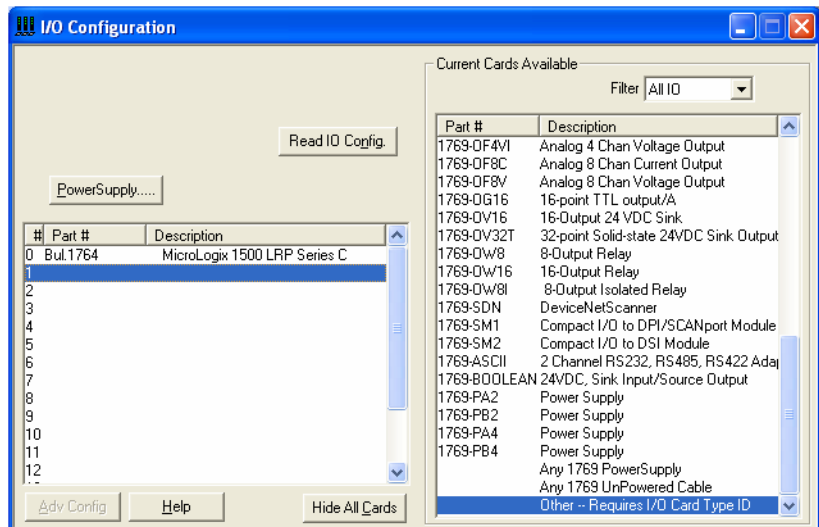 I/O Configuration
Current Cards Available
Filter All IO
Read IO Config.
PowerSupply.....
# Part # Description
0 Bul.1764 MicroLogix 1500 LRP Series C
1
2
3
4
5
6
7
8
9
10
11
12
Adv Config Help Hide All Cards
Part # Description
1769-OF4VI Analog 4 Chan Voltage Output
1769-OF8C Analog 8 Chan Current Output
1769-OF8V Analog 8 Chan Voltage Output
1769-OG16 16-point TTL output/A
1769-OV16 16-Output 24 VDC Sink
1769-OV32T 32-point Solid-state 24VDC Sink Output
1769-OW8 8-Output Relay
1769-OW16 16-Output Relay
1769-OW8I 8-Output Isolated Relay
1769-SDN DeviceNetScanner
1769-SM1 Compact I/O to DPI/SCANport Module
1769-SM2 Compact I/O to DSI Module
1769-ASCII 2 Channel RS232, RS485, RS422 Adap
1769-BOOLEAN 24VDC, Sink Input/Source Output
1769-PA2 Power Supply
1769-PB2 Power Supply
1769-PA4 Power Supply
1769-PB4 Power Supply
Any 1769 PowerSupply
Any 1769 UnPowered Cable
Other -- Requires I/O Card Type ID